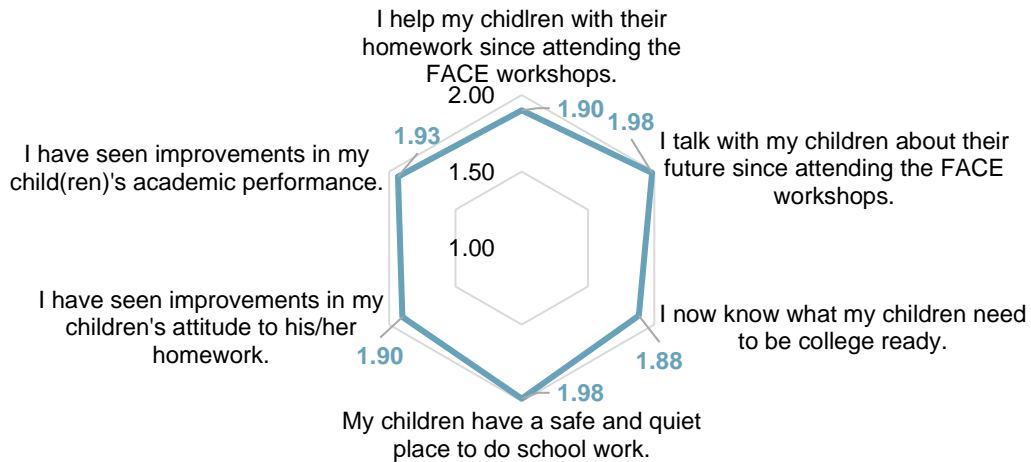 I help my chidlren with their
homework since attending the
FACE workshops.
2.00
1.90
1.98
1.93
I talk with my children about their
future since attending the FACE
workshops.
I have seen improvements in my
child(ren)'s academic performance.
1.50
1.00
I have seen improvements in my
children's attitude to his/her
homework.
I now know what my children need
to be college ready.
1.90
1.88
1.98
My children have a safe and quiet
place to do school work.